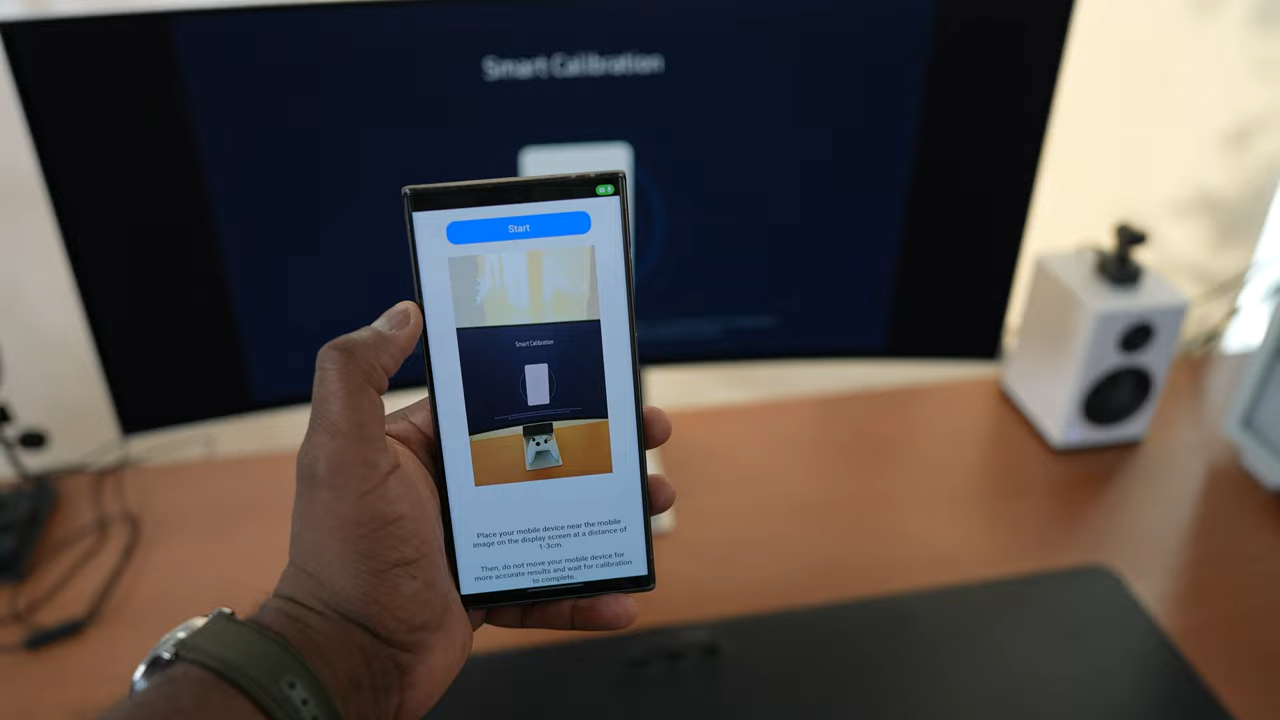 Smart Calibration
Start
Smart Calibration
Place your mobile device near the mobile
image on the display screen at a distance of
1-3cm.
Then, do not move your mobile device for
more accurate results and wait for calibration
to complete.